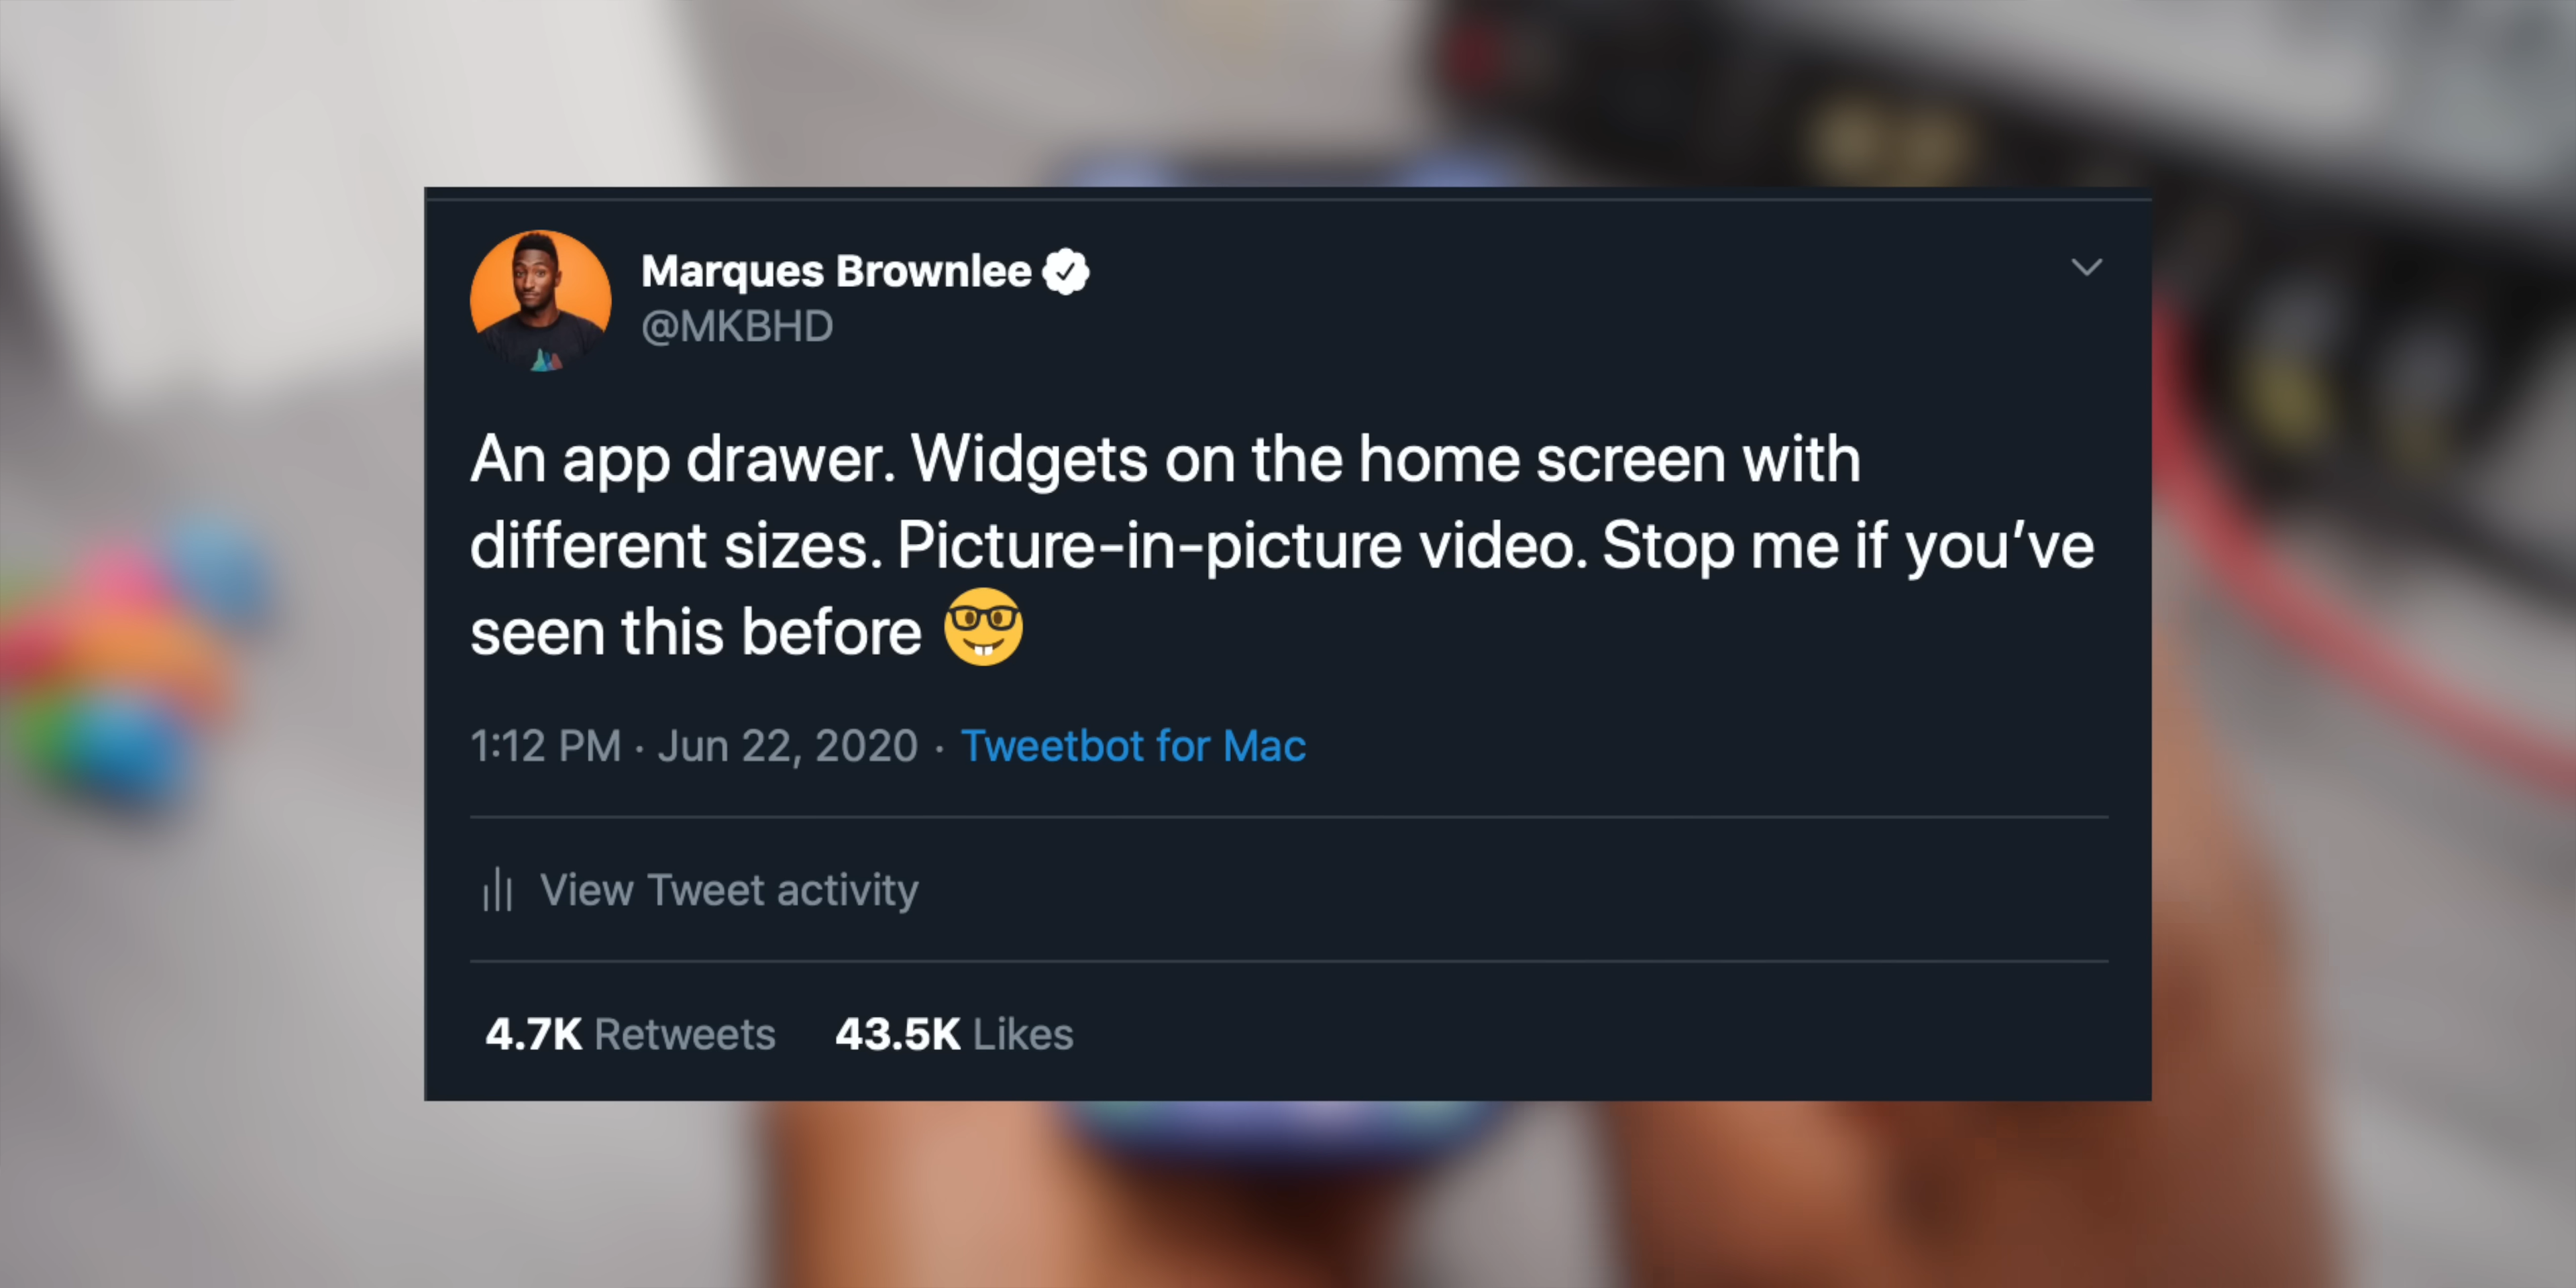 Marques Brownlee
@MKBHD
An app drawer. Widgets on the home screen with
different sizes. Picture-in-picture video. Stop me if you’ve
seen this before 🤓
1:12 PM · Jun 22, 2020 · Tweetbot for Mac
View Tweet activity
4.7K Retweets 43.5K Likes